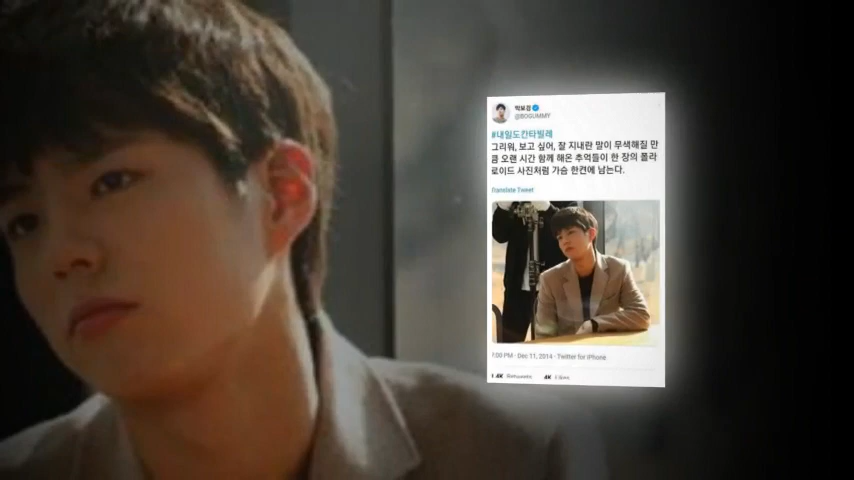 박보검
@BOGUMMY
#내일도칸타빌레
그리워, 보고 싶어, 잘 지내란 말이 무색해질 만
큼 오랜 시간 함께 해온 추억들이 한 장의 폴라
로이드 사진처럼 가슴 한켠에 남는다.
Translate Tweet
1:00 PM · Dec 11, 2014 · Twitter for iPhone
4K Likes